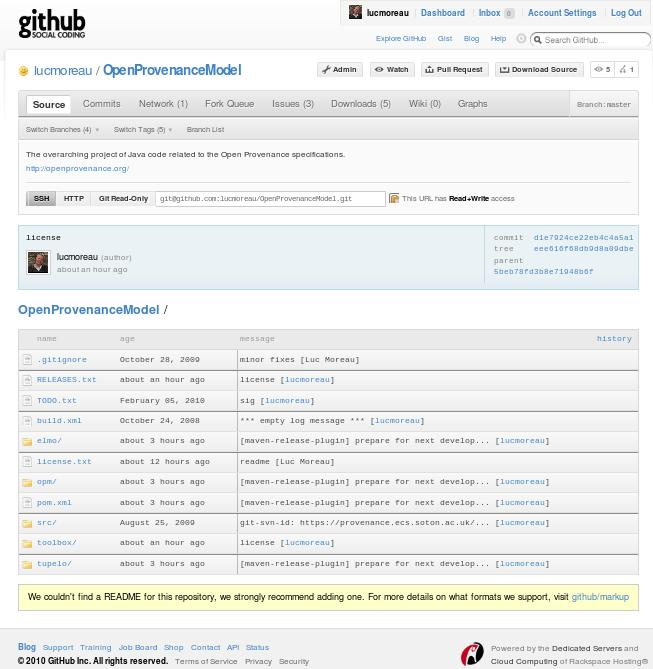 github
SOCIAL CODING
lucmoreau Dashboard Inbox 0 Account Settings Log Out
Explore GitHub Gist Blog Help Search GitHub...
lucmoreau / OpenProvenanceModel
Admin Watch Pull Request Download Source 5 1
Source Commits Network (1) Fork Queue Issues (3) Downloads (5) Wiki (0) Graphs Branch: master
Switch Branches (4) Switch Tags (5) Branch List
The overarching project of Java code related to the Open Provenance specifications.
http://openprovenance.org/
SSH HTTP Git Read-Only git@github.com:lucmoreau/OpenProvenanceModel.git This URL has Read+Write access
license
lucmoreau (author)
about an hour ago
commit d1e7924ce22eb4c4a5a1
tree eee616f68db9d8a09dbe
parent
5beb78fd3b8e71948b6f
OpenProvenanceModel /
name age message history
.gitignore October 28, 2009 minor fixes [Luc Moreau]
RELEASES.txt about an hour ago license [lucmoreau]
TODO.txt February 05, 2010 sig [lucmoreau]
build.xml October 24, 2008 *** empty log message *** [lucmoreau]
elmo/ about 3 hours ago [maven-release-plugin] prepare for next develop... [lucmoreau]
license.txt about 12 hours ago readme [Luc Moreau]
opm/ about 3 hours ago [maven-release-plugin] prepare for next develop... [lucmoreau]
pom.xml about 3 hours ago [maven-release-plugin] prepare for next develop... [lucmoreau]
src/ August 25, 2009 git-svn-id: https://provenance.ecs.soton.ac.uk/... [lucmoreau]
toolbox/ about an hour ago license [lucmoreau]
tupelo/ about 3 hours ago [maven-release-plugin] prepare for next develop... [lucmoreau]
We couldn't find a README for this repository, we strongly recommend adding one. For more details on what formats we support, visit github/markup
Blog Support Training Job Board Shop Contact API Status
© 2010 GitHub Inc. All rights reserved. Terms of Service Privacy Security
Powered by the Dedicated Servers and
Cloud Computing of Rackspace Hosting®